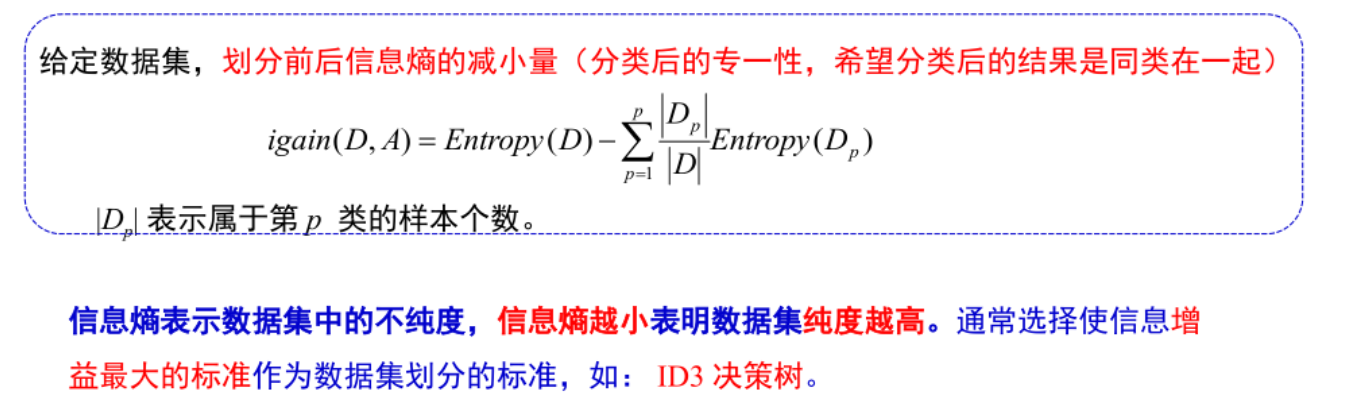 给定数据集，划分前后信息熵的减小量（分类后的专一性，希望分类后的结果是同类在一起）
igain(D, A) = Entropy(D) − \sum_{p=1}^{p} \frac{|D_p|}{|D|} Entropy(D_p)
|D_p| 表示属于第 p 类的样本个数。
信息熵表示数据集中的不纯度，信息熵越小表明数据集纯度越高。通常选择使信息增
益最大的标准作为数据集划分的标准，如： ID3 决策树。